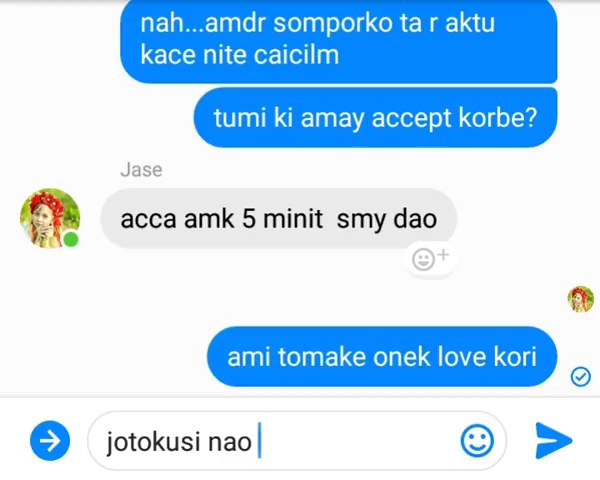 nah...amdr somporko ta r aktu
kace nite caicilm
tumi ki amay accept korbe?
Jase
acca amk 5 minit  smy dao
ami tomake onek love kori
jotokusi nao